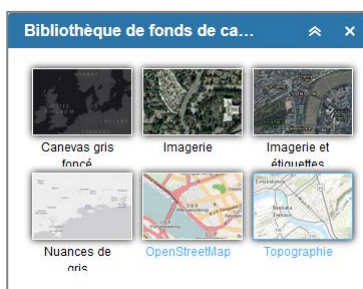 Bibliothèque de fonds de ca...
Canevas gris foncé
Imagerie
Imagerie et étiquettes
Nuances de gris
OpenStreetMap
Topographie